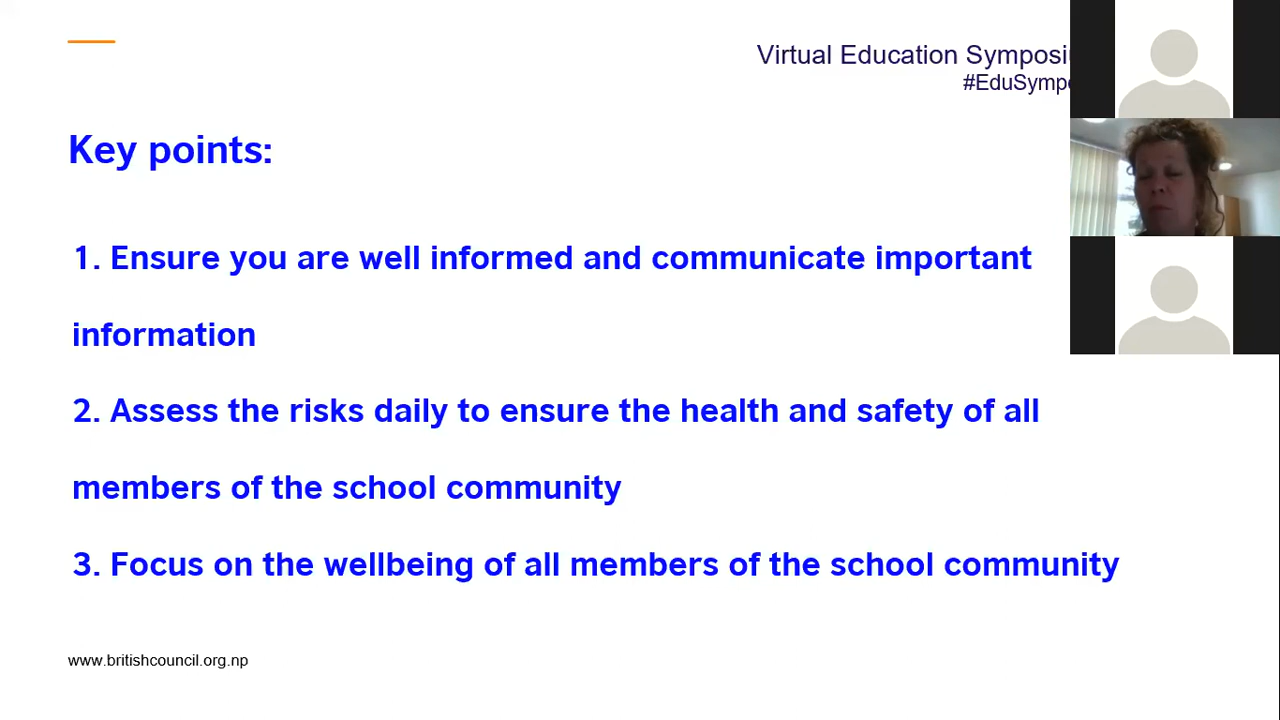 Virtual Education
Key points:
1. Ensure you are well informed and communicate important
information
2. Assess the risks daily to ensure the health and safety of all
members of the school community
3. Focus on the wellbeing of all members of the school community
www.britishcouncil.org.np